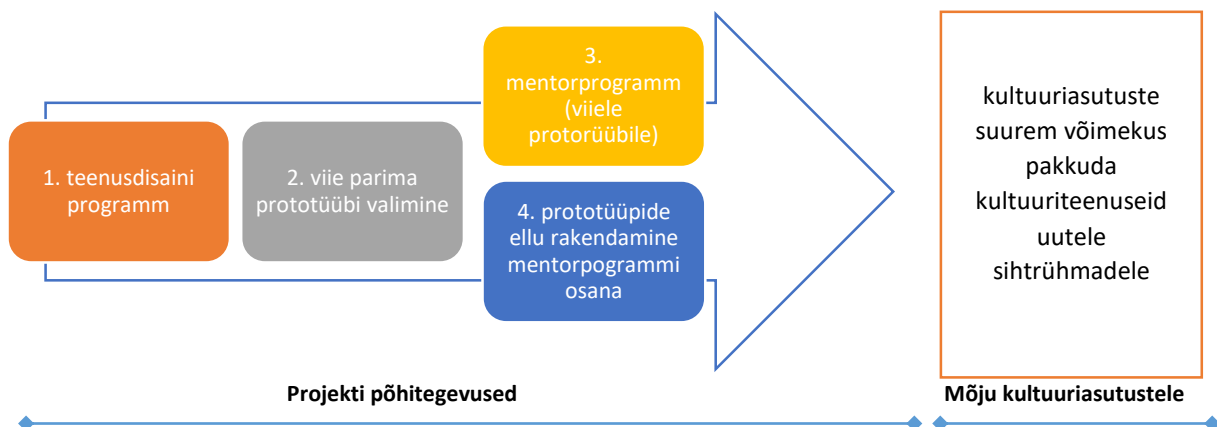 1. teenusdisaini
programm
2. viie parima
prototüübi valimine
3.
mentorprogramm
(viiele
protorüübile)
4. prototüüpide
ellu rakendamine
mentorpogrammi
osana
kultuuriasutuste
suurem võimekus
pakkuda
kultuuriteenuseid
uutele
sihtrühmadele
Projekti põhitegevused
Mõju kultuuriasutustele